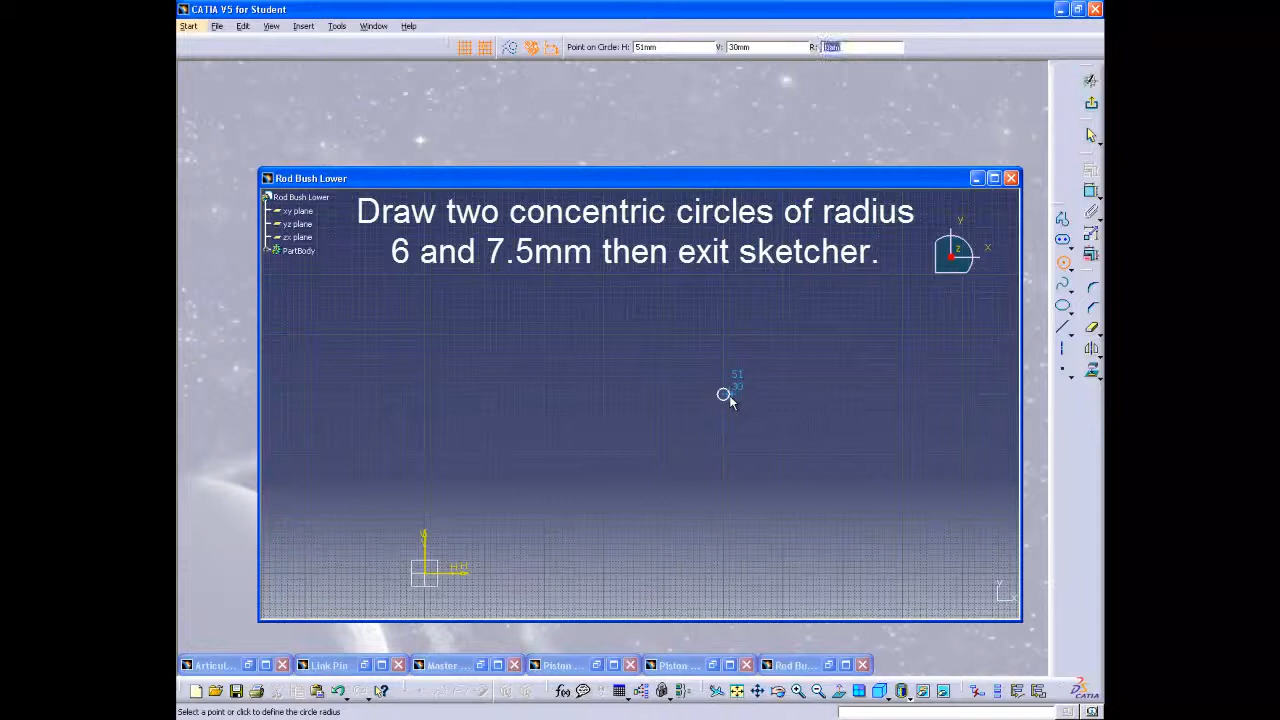 CATIA V5 for Student
Start File Edit View Insert Tools Window Help
Point on Circle: H: 51mm V: 30mm R:
Rod Bush Lower
Rod Bush Lower
xy plane
yz plane
zx plane
PartBody
Draw two concentric circles of radius
6 and 7.5mm then exit sketcher.
y
z
x
51
30
V
H H
y
x
Articul... Link Pin Master ... Piston ... Piston ... Rod Bu...
f(x)
CATIA
Select a point or click to define the circle radius